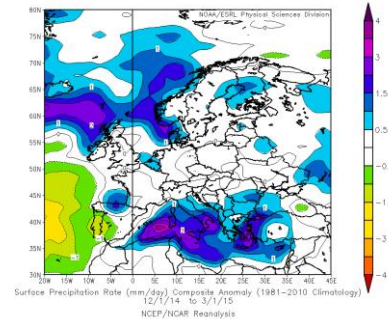 NOAA/ESRL Physical Sciences Division
80N
75N
70N
65N
60N
55N
50N
45N
40N
35N
30N
20W 15W 10W 5W 0 5E 10E 15E 20E 25E 30E 35E 40E 45E
4
3
1.5
0.5
-0.5
-1
-3
-4
Surface Precipitation Rate (mm/day) Composite Anomaly (1981-2010 Climatology)
12/1/14 to 3/1/15
NCEP/NCAR Reanalysis